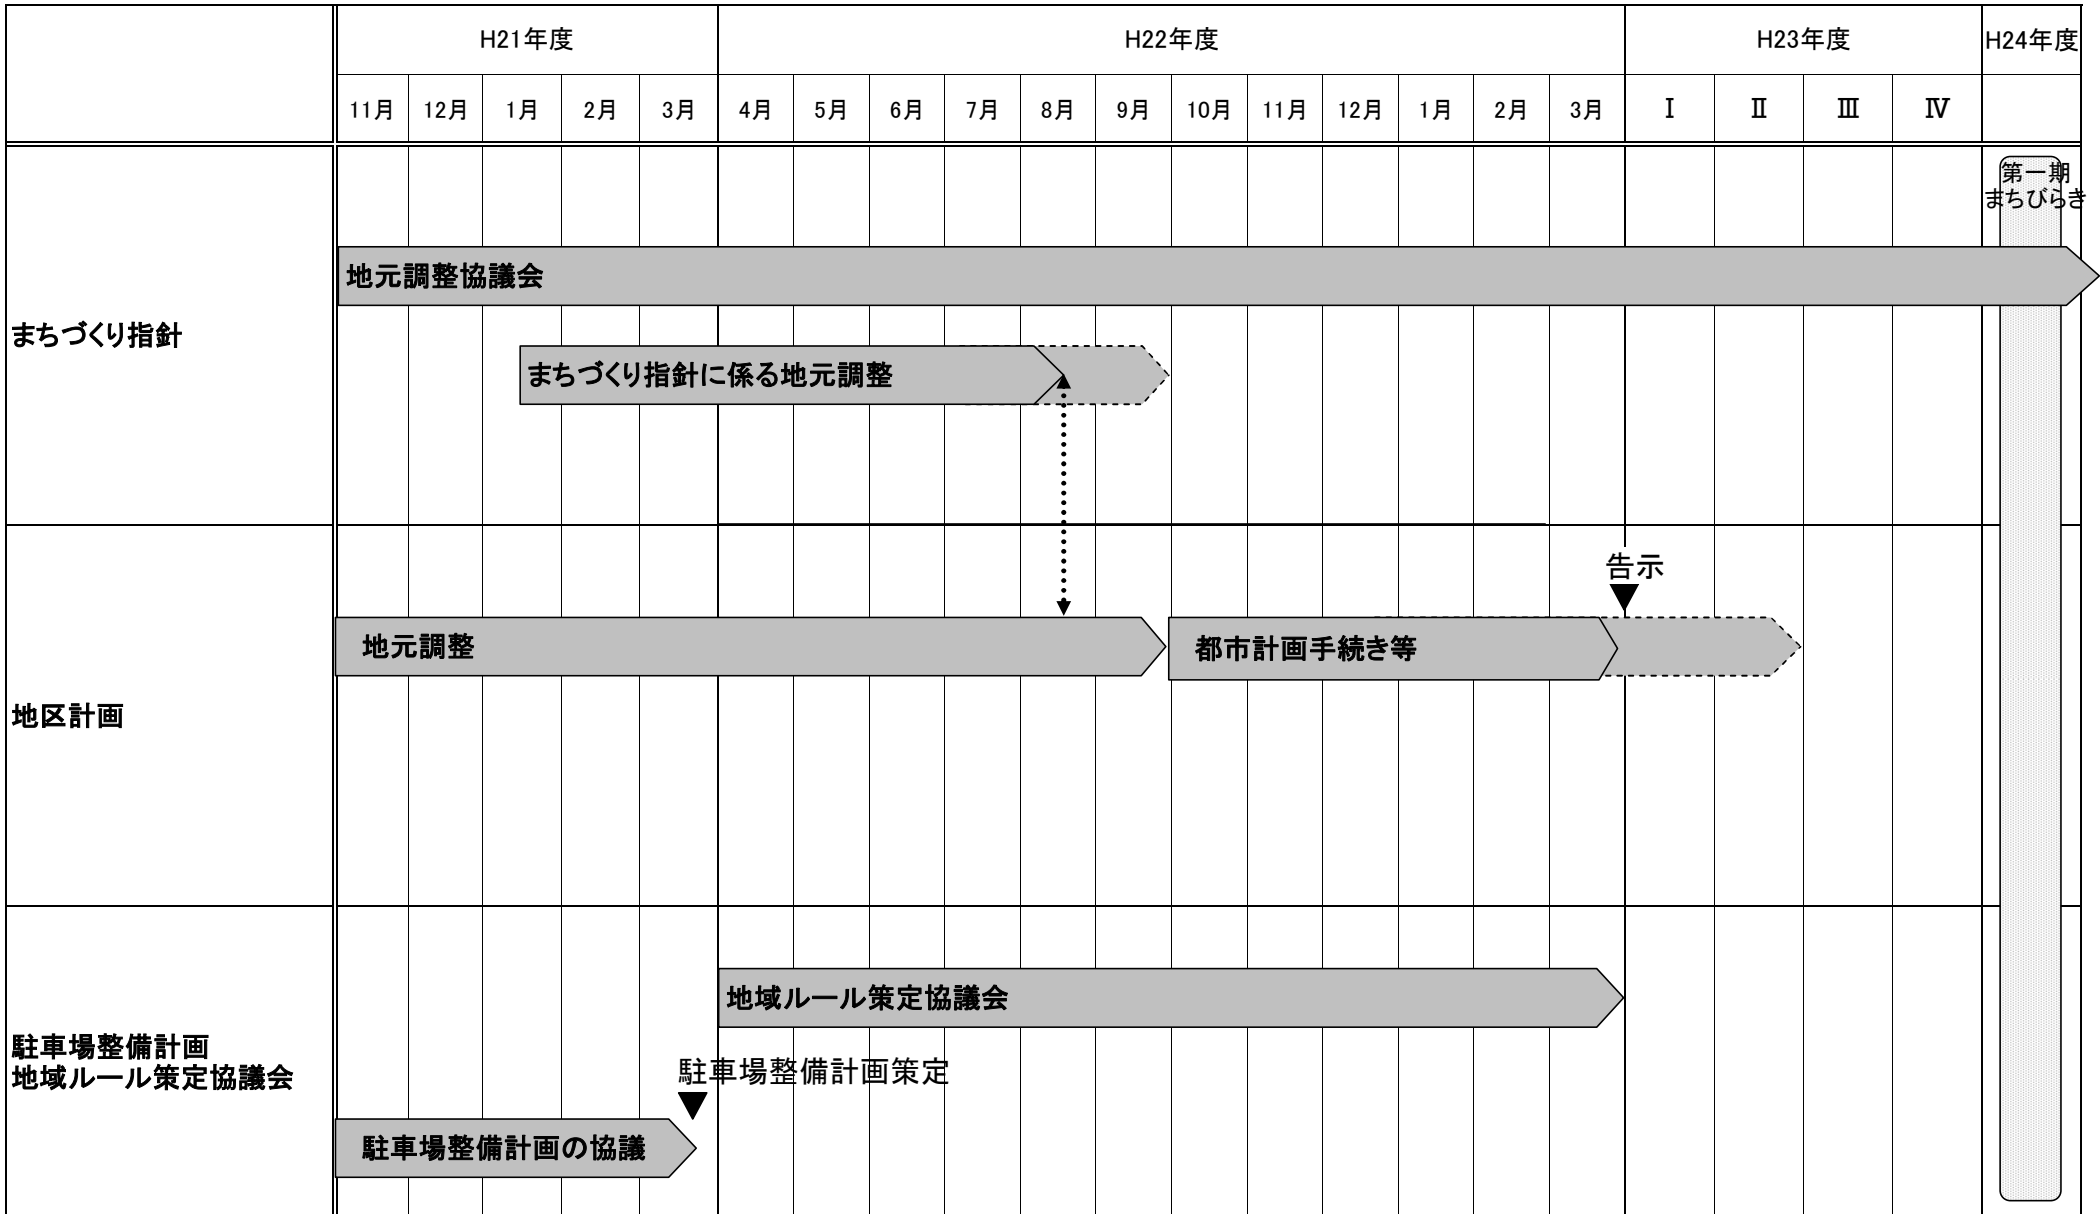 H21年度 H22年度 H23年度 H24年度
11月 12月 1月 2月 3月 4月 5月 6月 7月 8月 9月 10月 11月 12月 1月 2月 3月 Ⅰ Ⅱ Ⅲ Ⅳ
第一期
まちびらき
まちづくり指針
地元調整協議会
まちづくり指針に係る地元調整
地区計画
告示
地元調整
都市計画手続き等
駐車場整備計画
地域ルール策定協議会
地域ルール策定協議会
駐車場整備計画策定
駐車場整備計画の協議